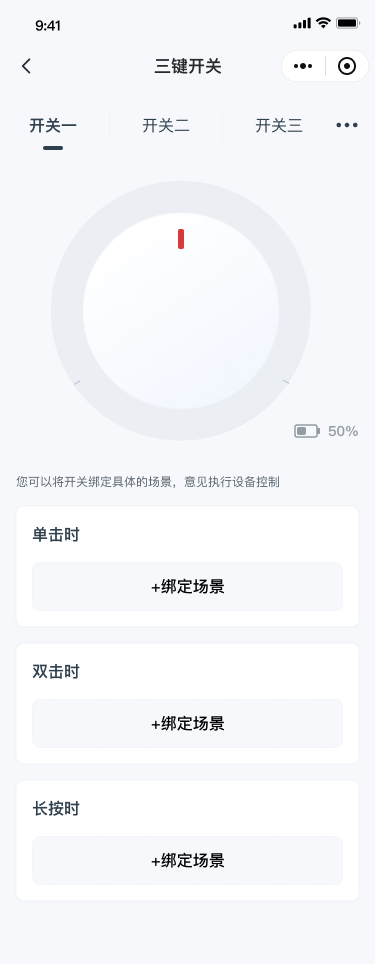 9:41
三键开关
开关一
开关二
开关三
50%
您可以将开关绑定具体的场景，意见执行设备控制
单击时
+绑定场景
双击时
+绑定场景
长按时
+绑定场景